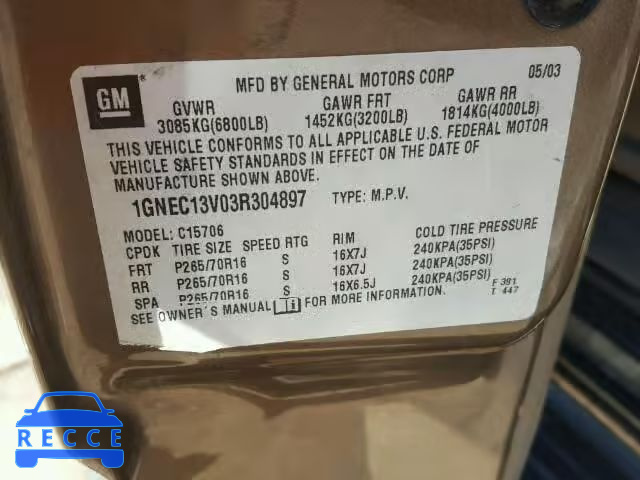 GM
MFD BY GENERAL MOTORS CORP 05/03
GVWR GAWR FRT GAWR RR
3085KG(6800LB) 1452KG(3200LB) 1814KG(4000LB)
THIS VEHICLE CONFORMS TO ALL APPLICABLE U.S. FEDERAL MOTOR
VEHICLE SAFETY STANDARDS IN EFFECT ON THE DATE OF
MANUFACTURE SHOWN ABOVE.
1GNEC13V03R304897 TYPE: M.P.V.
MODEL: C15706
CPDK TIRE SIZE SPEED RTG RIM COLD TIRE PRESSURE
FRT P265/70R16 S 16X7J 240KPA(35PSI)
RR P265/70R16 S 16X7J 240KPA(35PSI)
SPA P265/70R16 S 16X6.5J 240KPA(35PSI)
SEE OWNER'S MANUAL FOR MORE INFORMATION.
F 381
T 447
RECCE